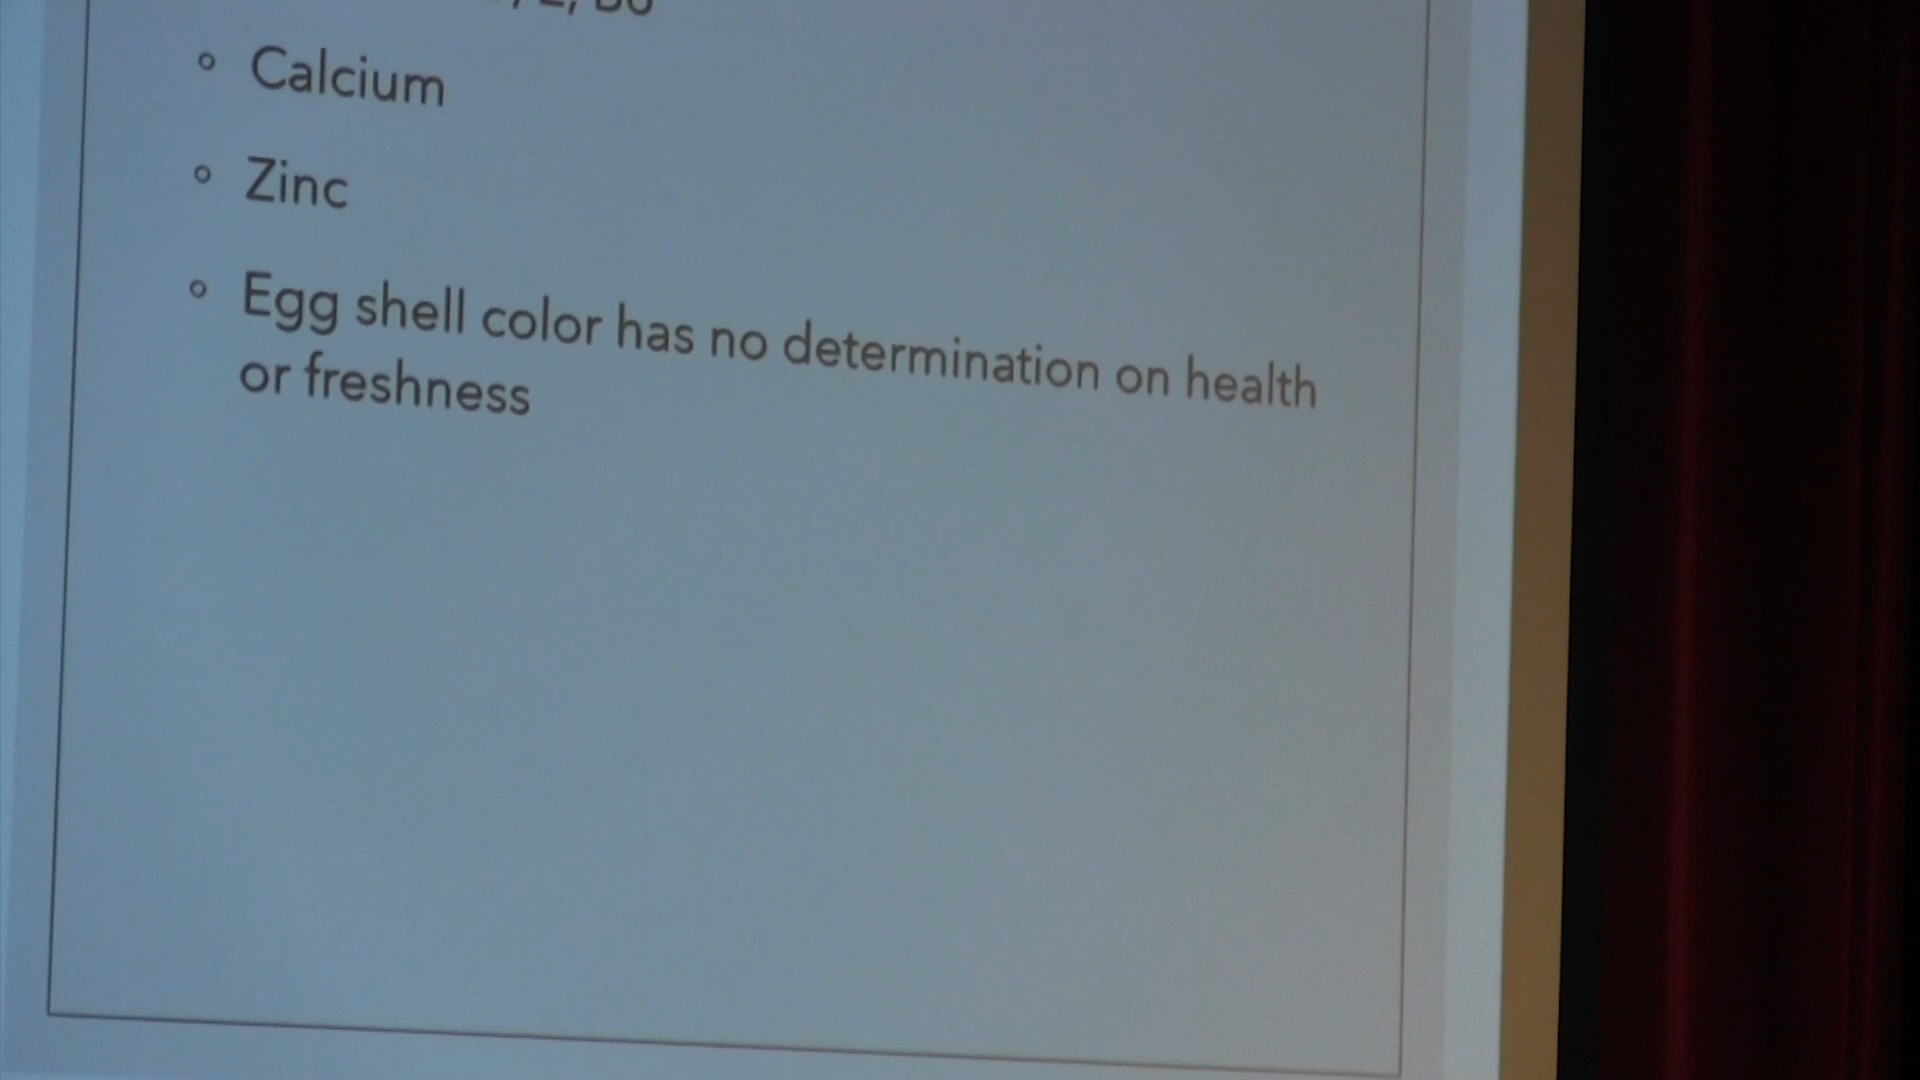 Calcium
Zinc
Egg shell color has no determination on health
or freshness